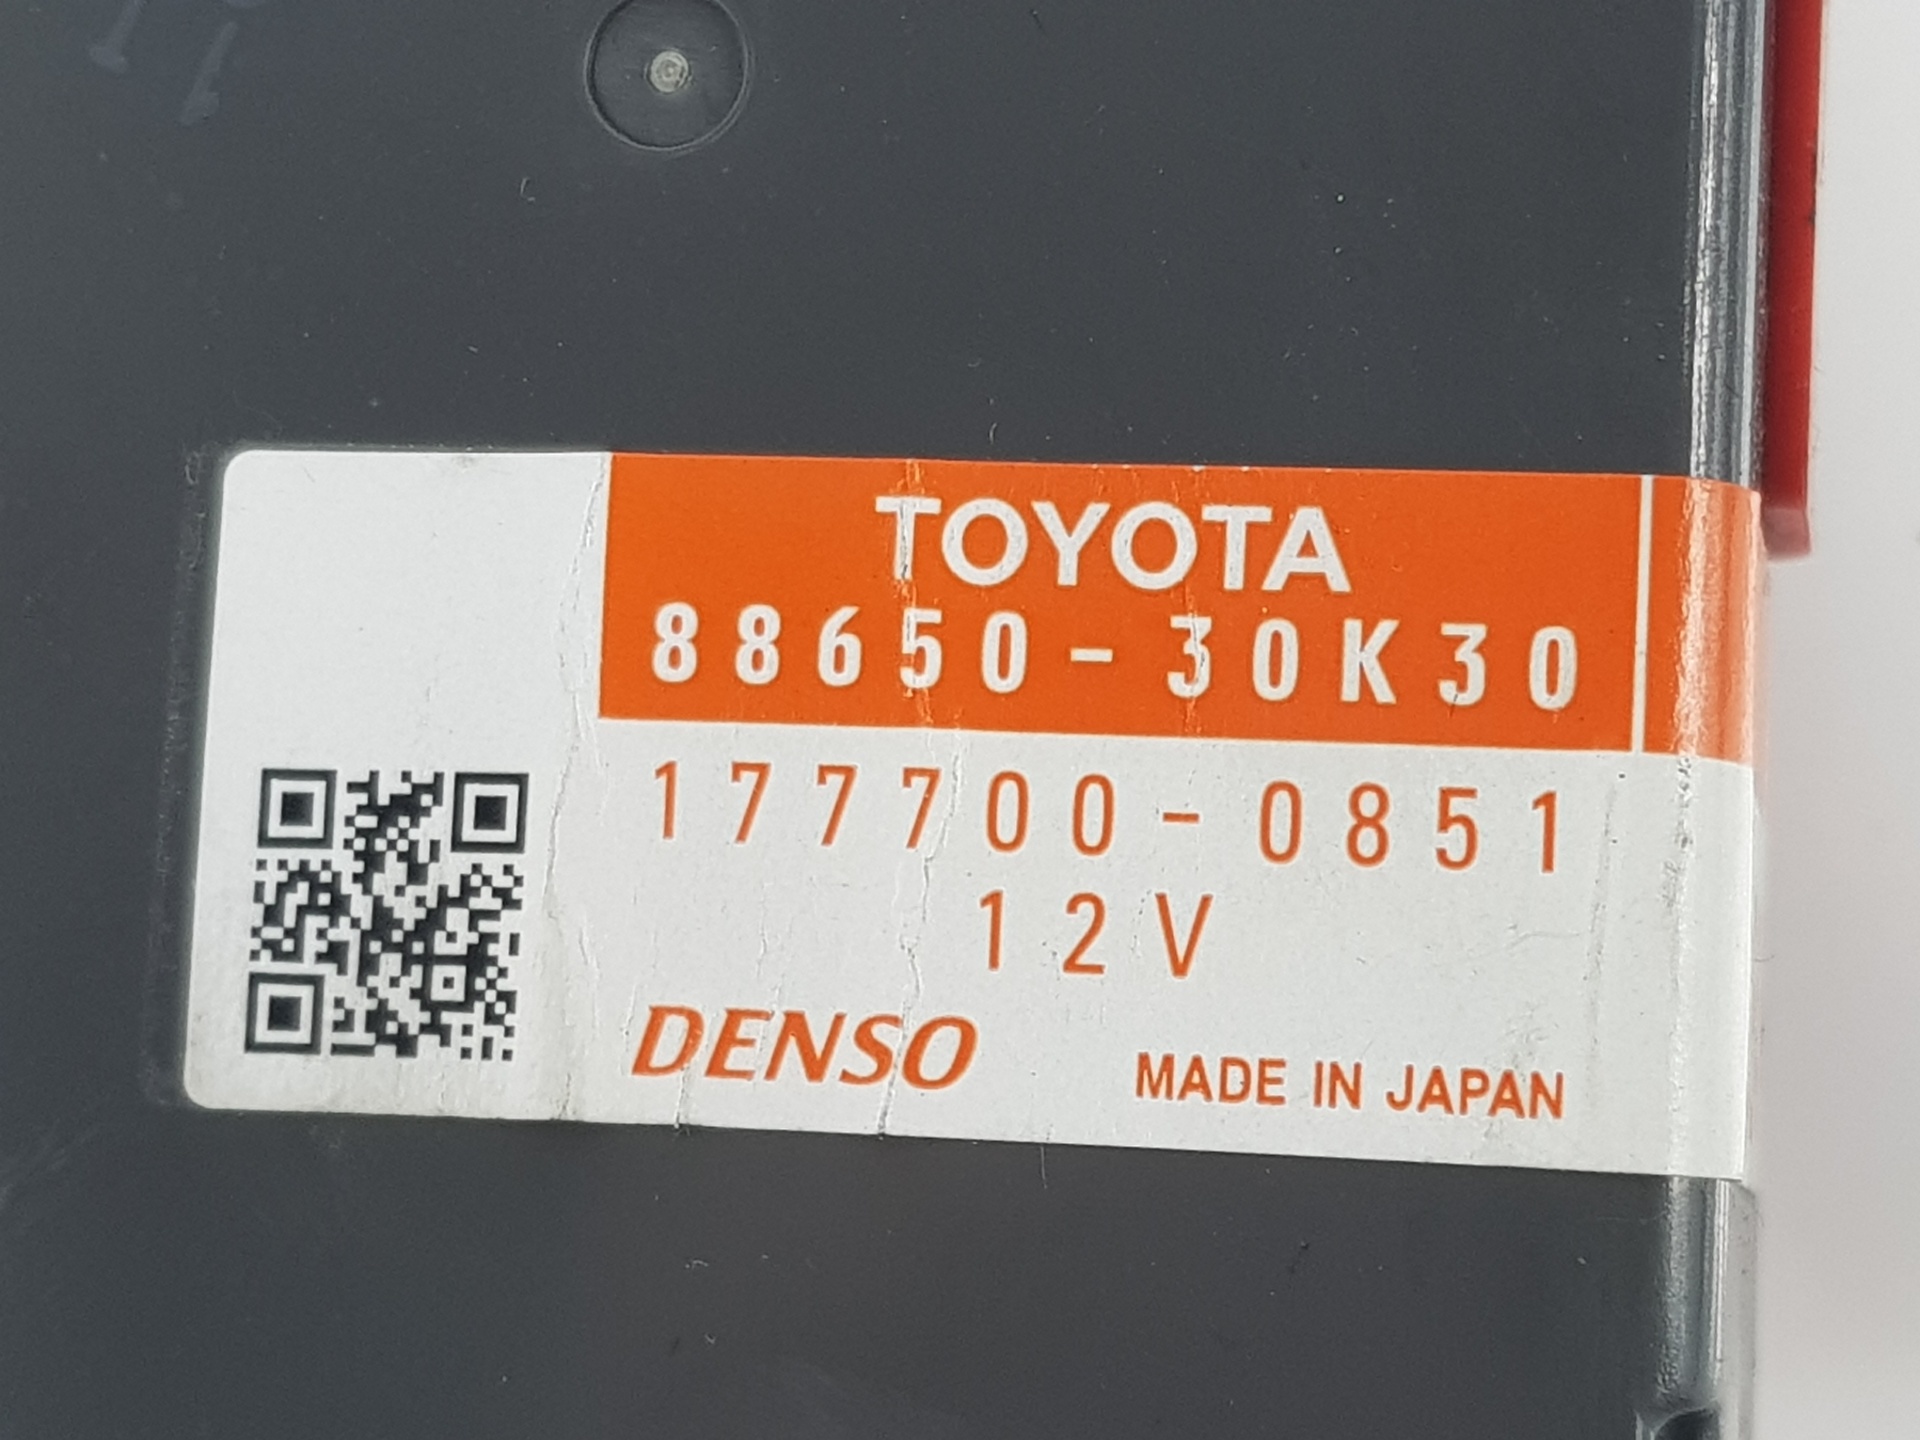 TOYOTA
88650-30K30
177700-0851
12V
DENSO
MADE IN JAPAN